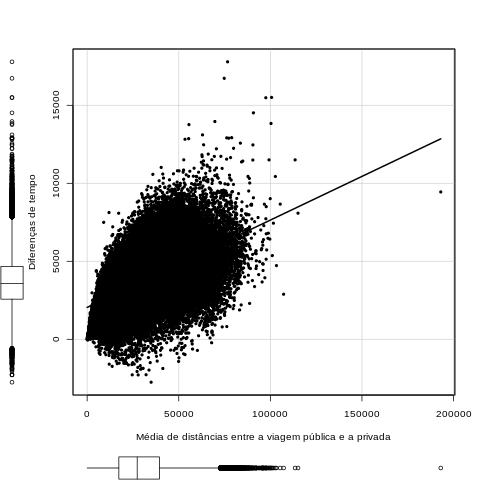 15000
10000
5000
0
Diferenças de tempo
0 50000 100000 150000 200000
Média de distâncias entre a viagem pública e a privada